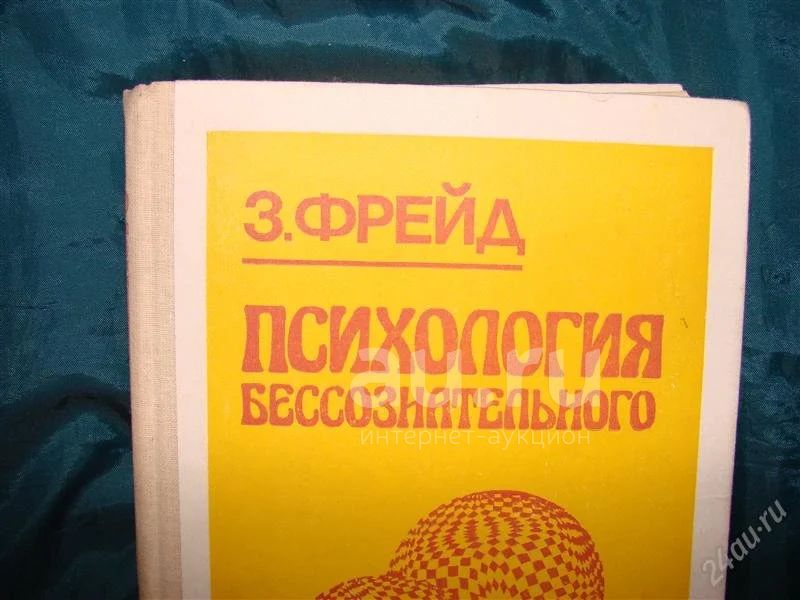 З.ФРЕЙД
ПСИХОЛОГИЯ
au.ru
БЕССОЗНАТЕЛЬНОГО
интернет-аукцион
24au.ru